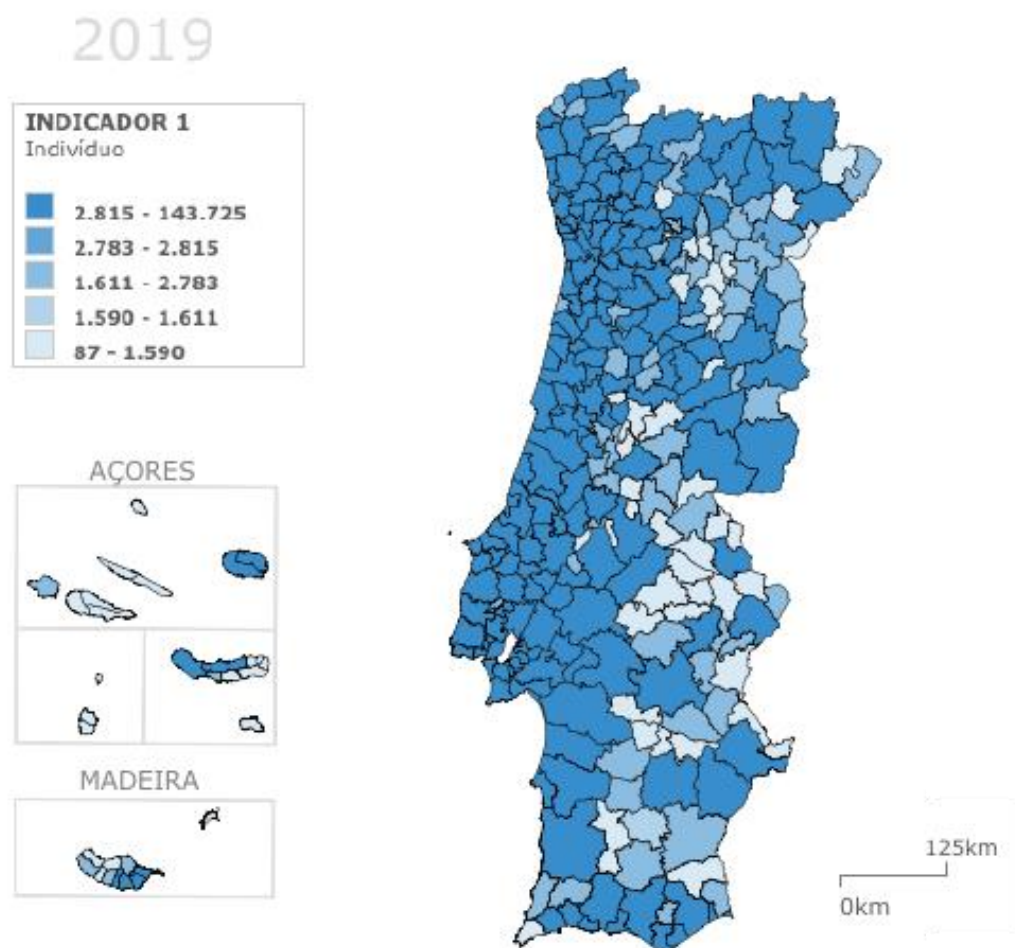 2019
INDICADOR 1
Indivíduo
2.815 - 143.725
2.783 - 2.815
1.611 - 2.783
1.590 - 1.611
87 - 1.590
AÇORES
MADEIRA
125km
0km